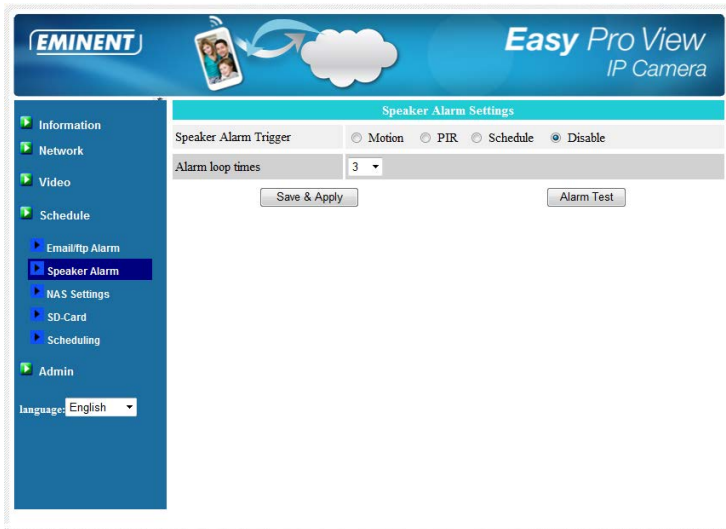 EMINENT
Easy Pro View
IP Camera
Information
Network
Video
Schedule
Email/ftp Alarm
Speaker Alarm
NAS Settings
SD-Card
Scheduling
Admin
language: English
Speaker Alarm Settings
Speaker Alarm Trigger Motion PIR Schedule Disable
Alarm loop times 3
Save & Apply Alarm Test